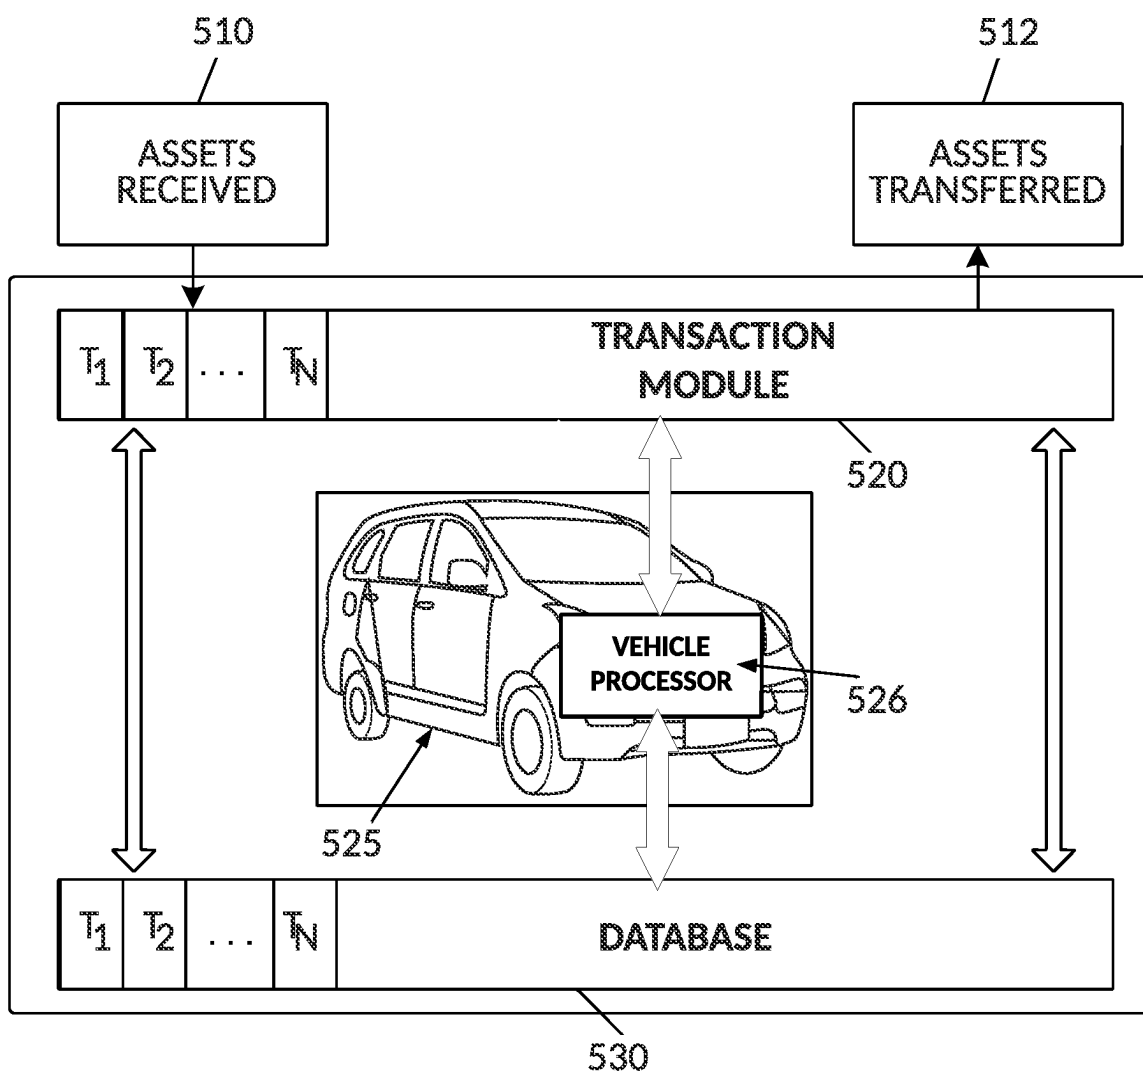 510
512
ASSETS
RECEIVED
ASSETS
TRANSFERRED
T1 T2 ... TN
TRANSACTION
MODULE
520
VEHICLE
PROCESSOR
526
525
T1 T2 ... TN DATABASE
530